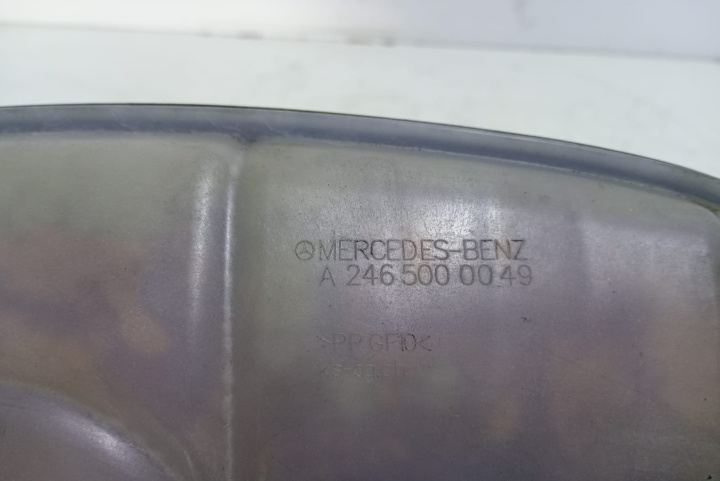 MERCEDES-BENZ
A 246 500 00 49
>PP GF10<